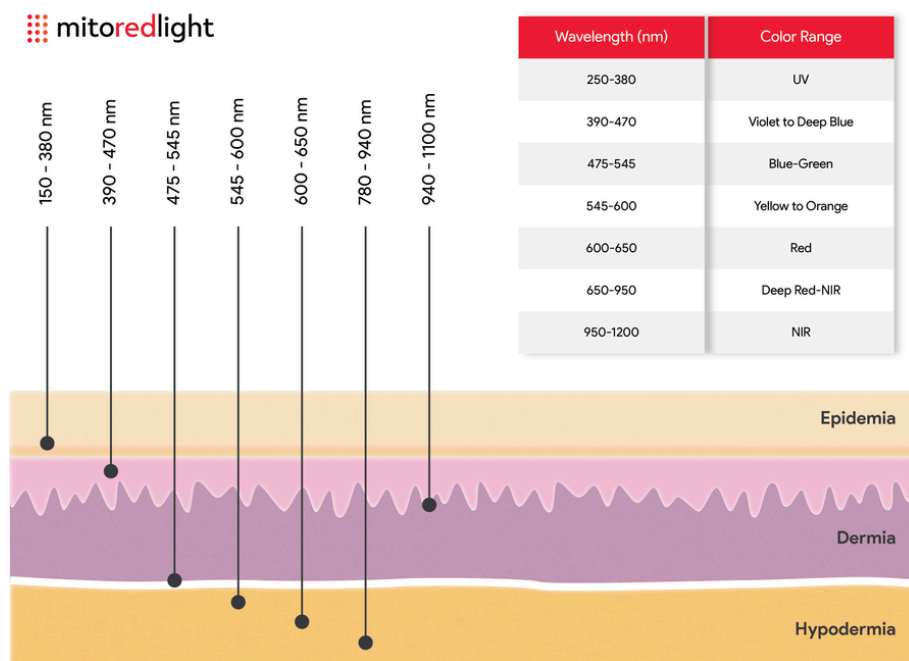 mitoredlight
150 - 380 nm
390 - 470 nm
475 - 545 nm
545 - 600 nm
600 - 650 nm
780 - 940 nm
940 - 1100 nm
Wavelength (nm) Color Range
250-380 UV
390-470 Violet to Deep Blue
475-545 Blue-Green
545-600 Yellow to Orange
600-650 Red
650-950 Deep Red-NIR
950-1200 NIR
Epidemia
Dermia
Hypodermia